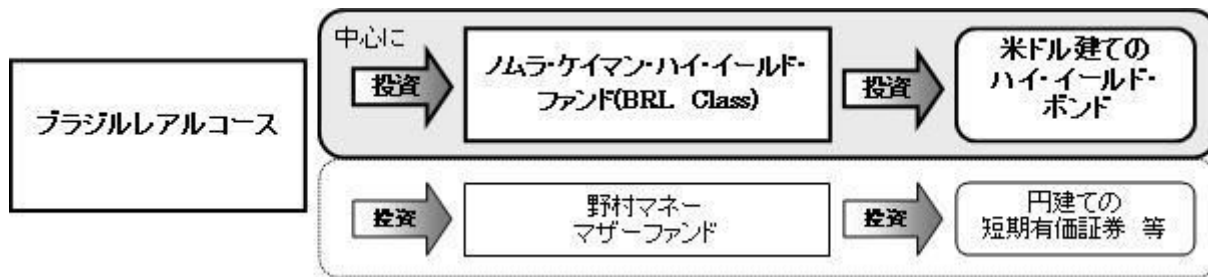 ブラジルレアルコース
中心に
投資
ノムラ・ケイマン・ハイ・イールド・
ファンド(BRL Class)
投資
米ドル建ての
ハイ・イールド・
ボンド
投資
野村マネー
マザーファンド
投資
円建ての
短期有価証券 等